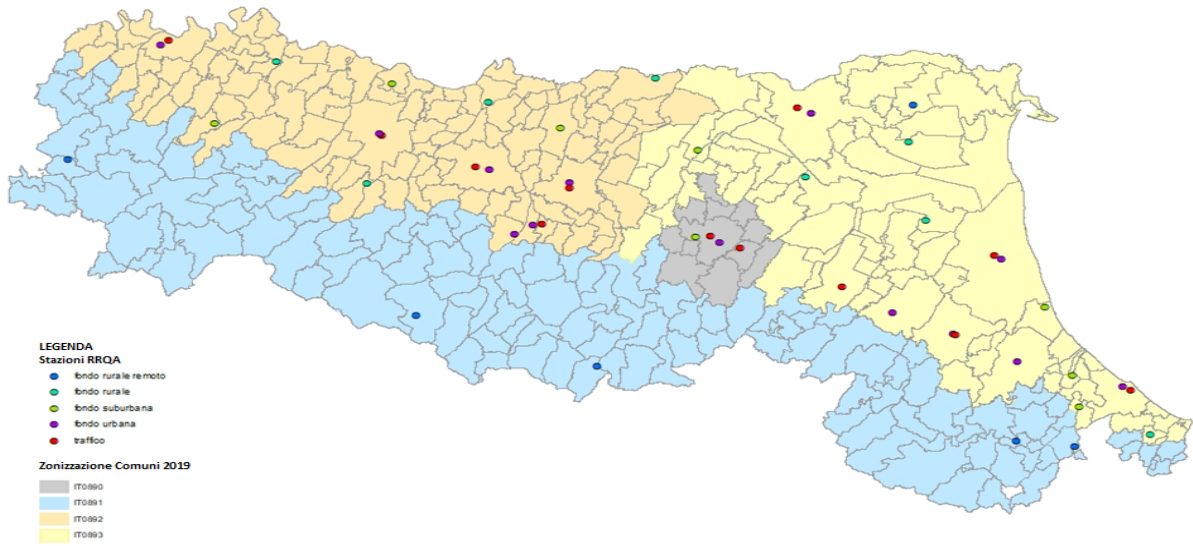 LEGENDA
Stazioni RRQA
fondo rurale remoto
fondo rurale
fondo suburbana
fondo urbana
traffico
Zonizzazione Comuni 2019
IT0890
IT0891
IT0892
IT0893